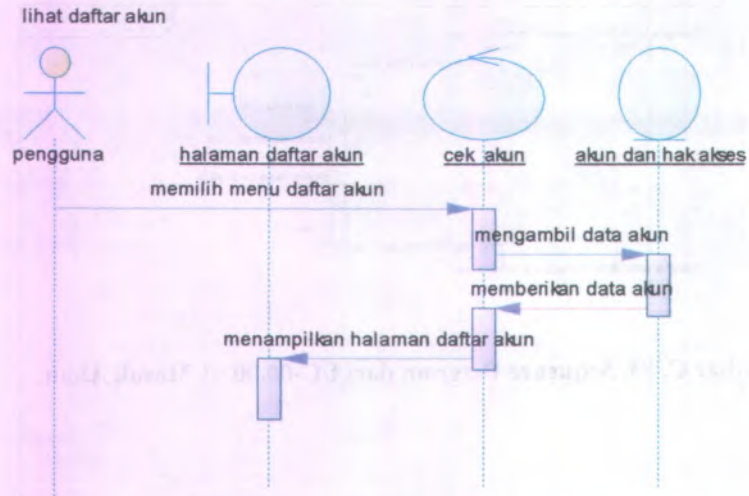 lihat daftar akun
pengguna
halaman daftar akun
cek akun
akun dan hak akses
memilih menu daftar akun
mengambil data akun
memberikan data akun
menampilkan halaman daftar akun